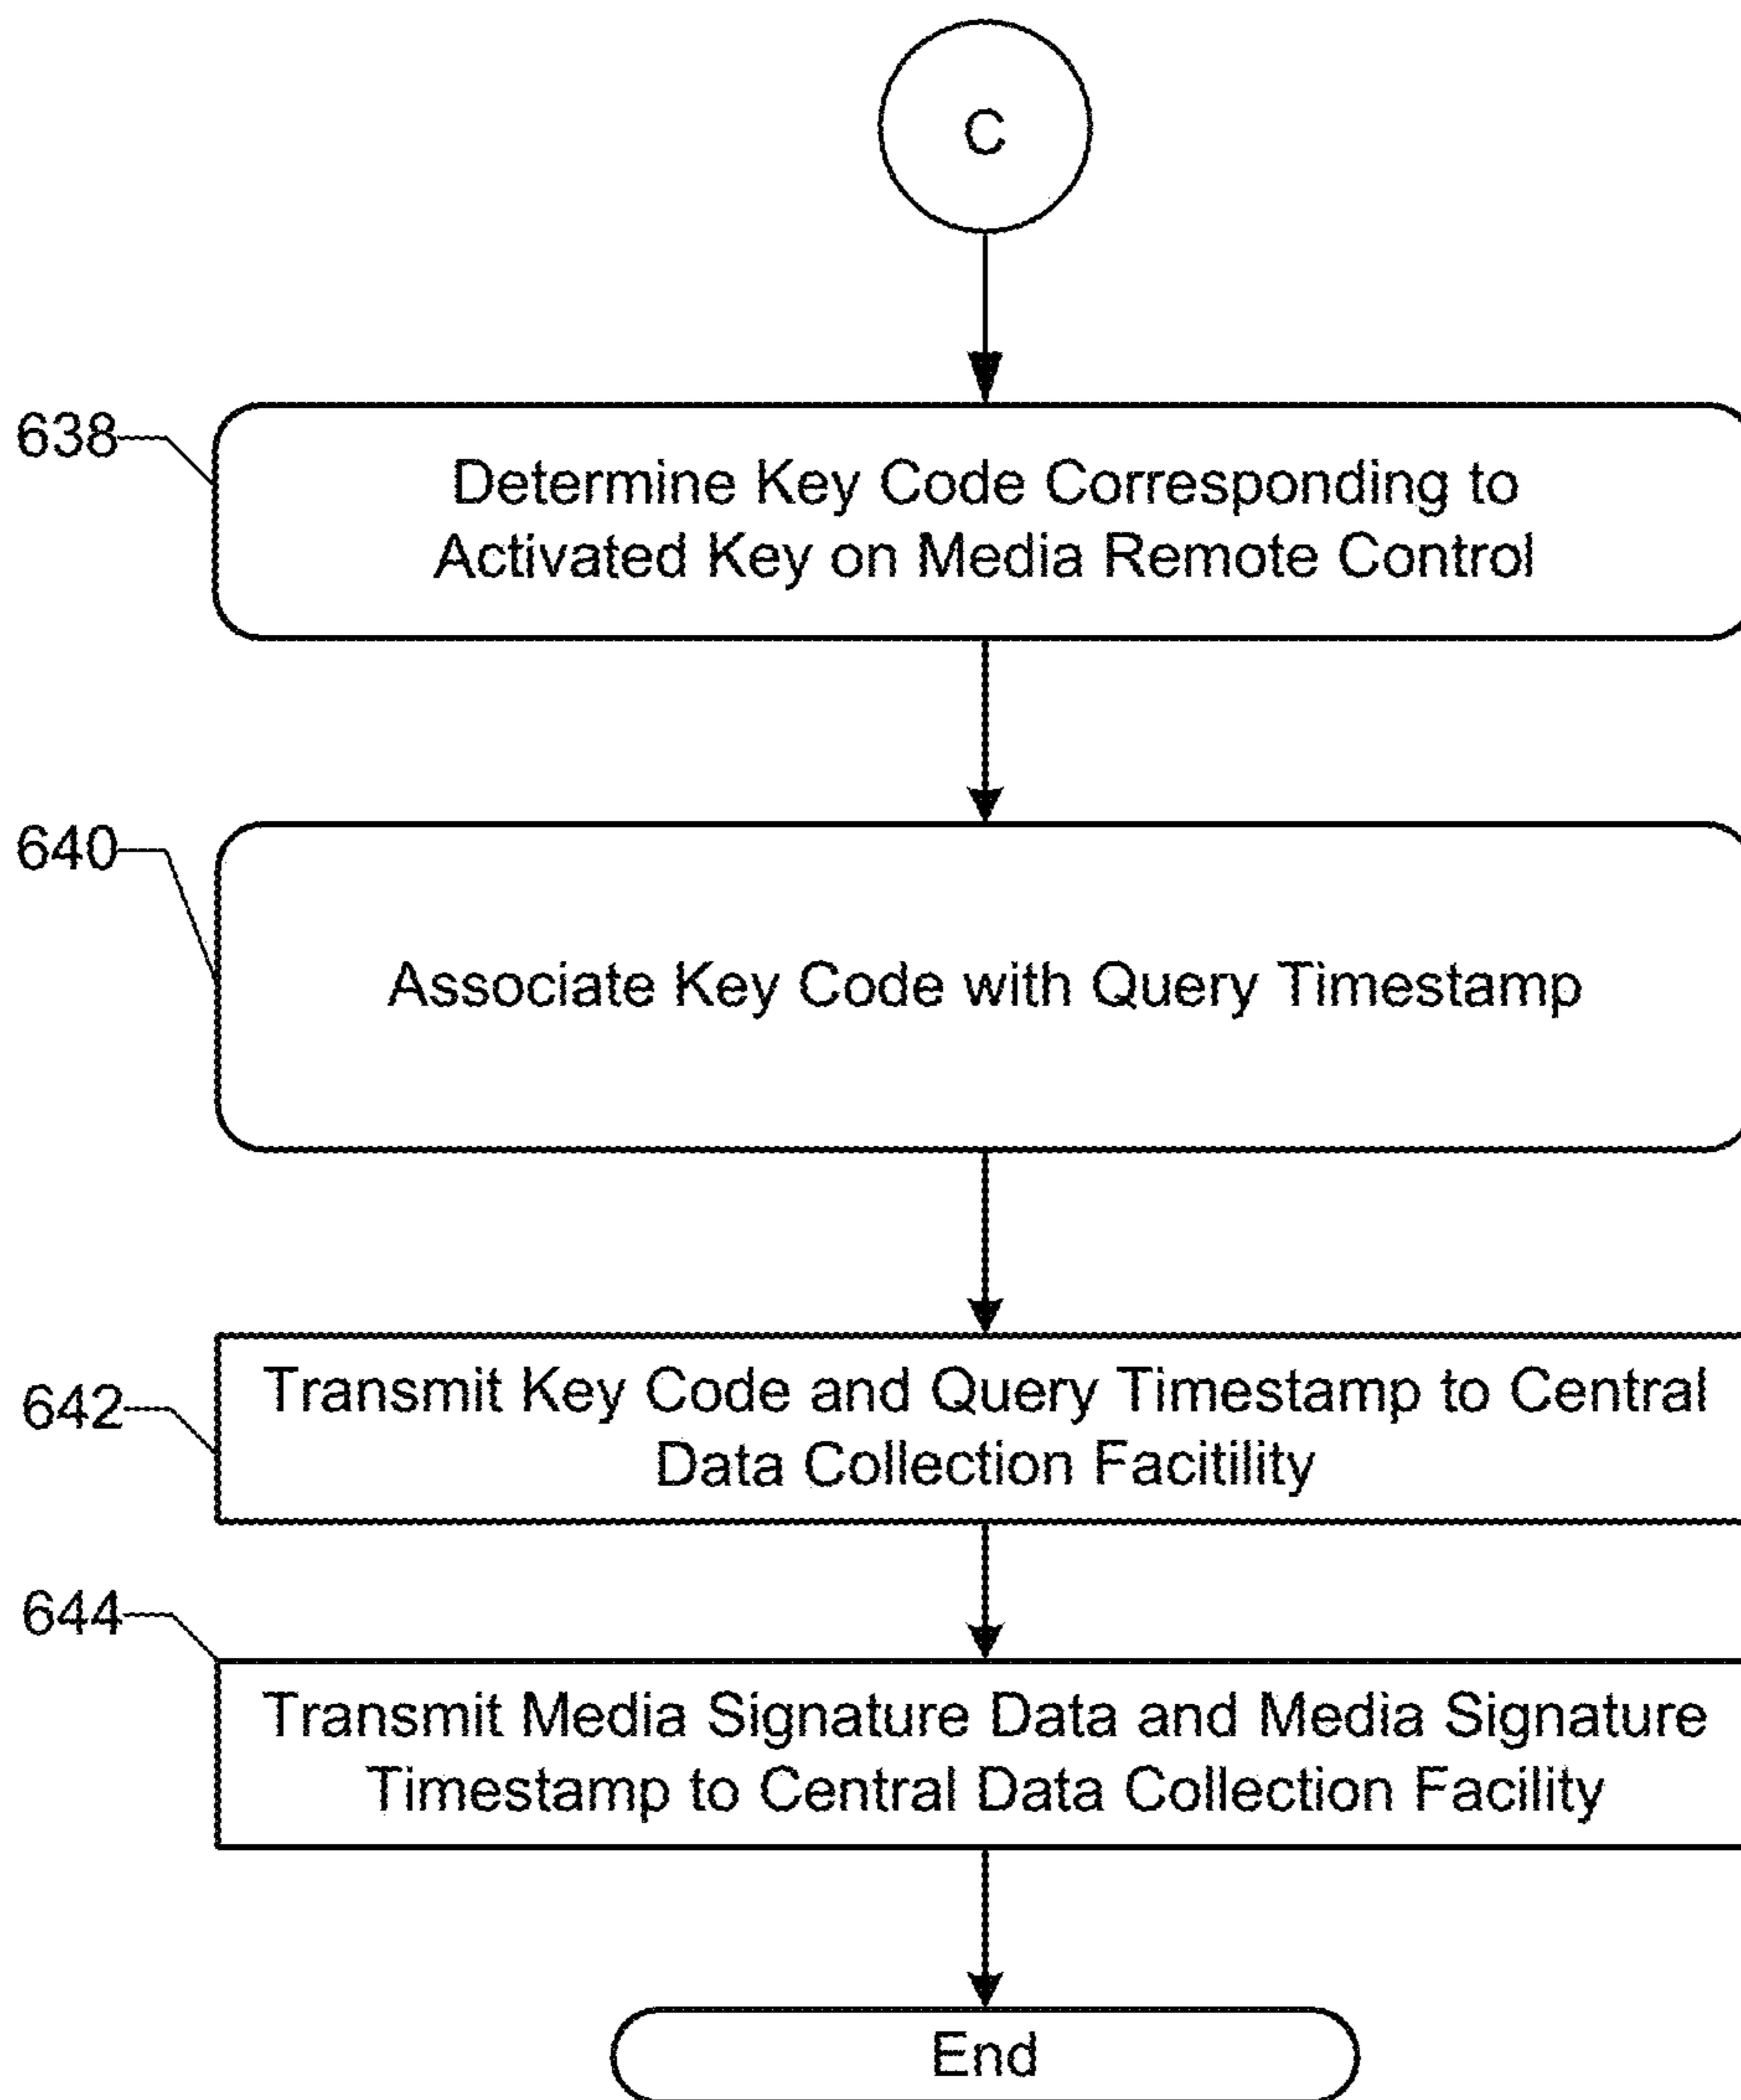 C
638
Determine Key Code Corresponding to
Activated Key on Media Remote Control
640
Associate Key Code with Query Timestamp
642
Transmit Key Code and Query Timestamp to Central
Data Collection Facitility
644
Transmit Media Signature Data and Media Signature
Timestamp to Central Data Collection Facility
End